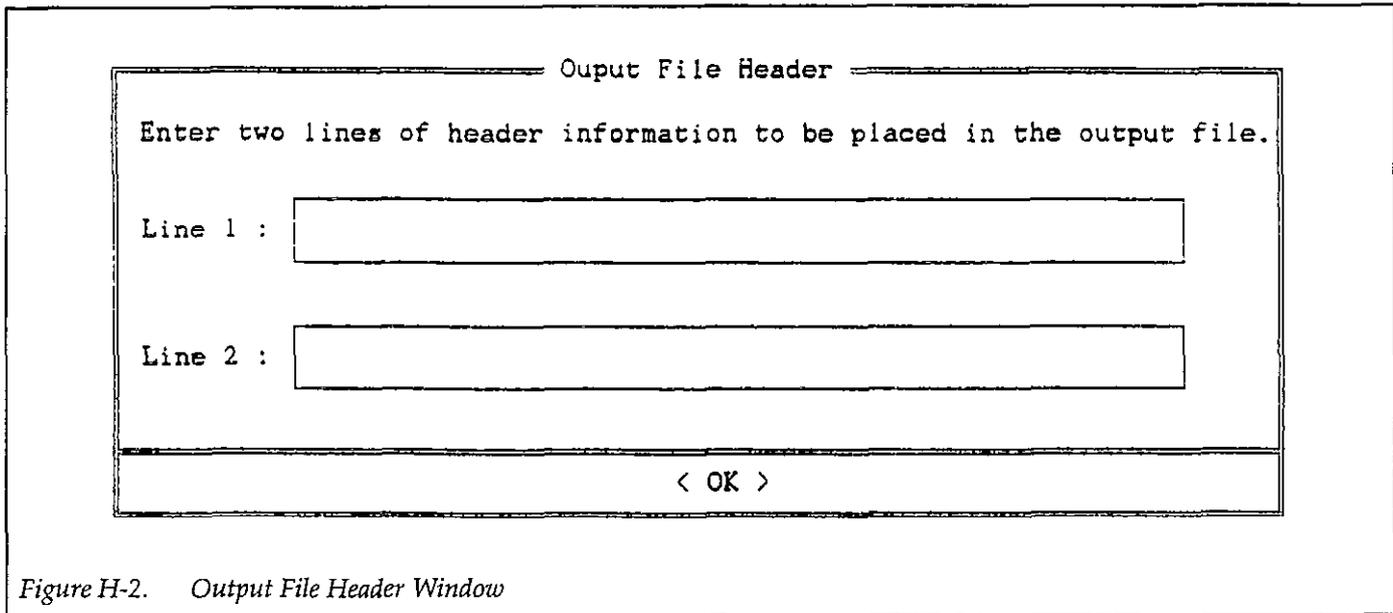 Ouput File Header
Enter two lines of header information to be placed in the output file.
Line 1 :
Line 2 :
< OK >
Figure H-2. Output File Header Window